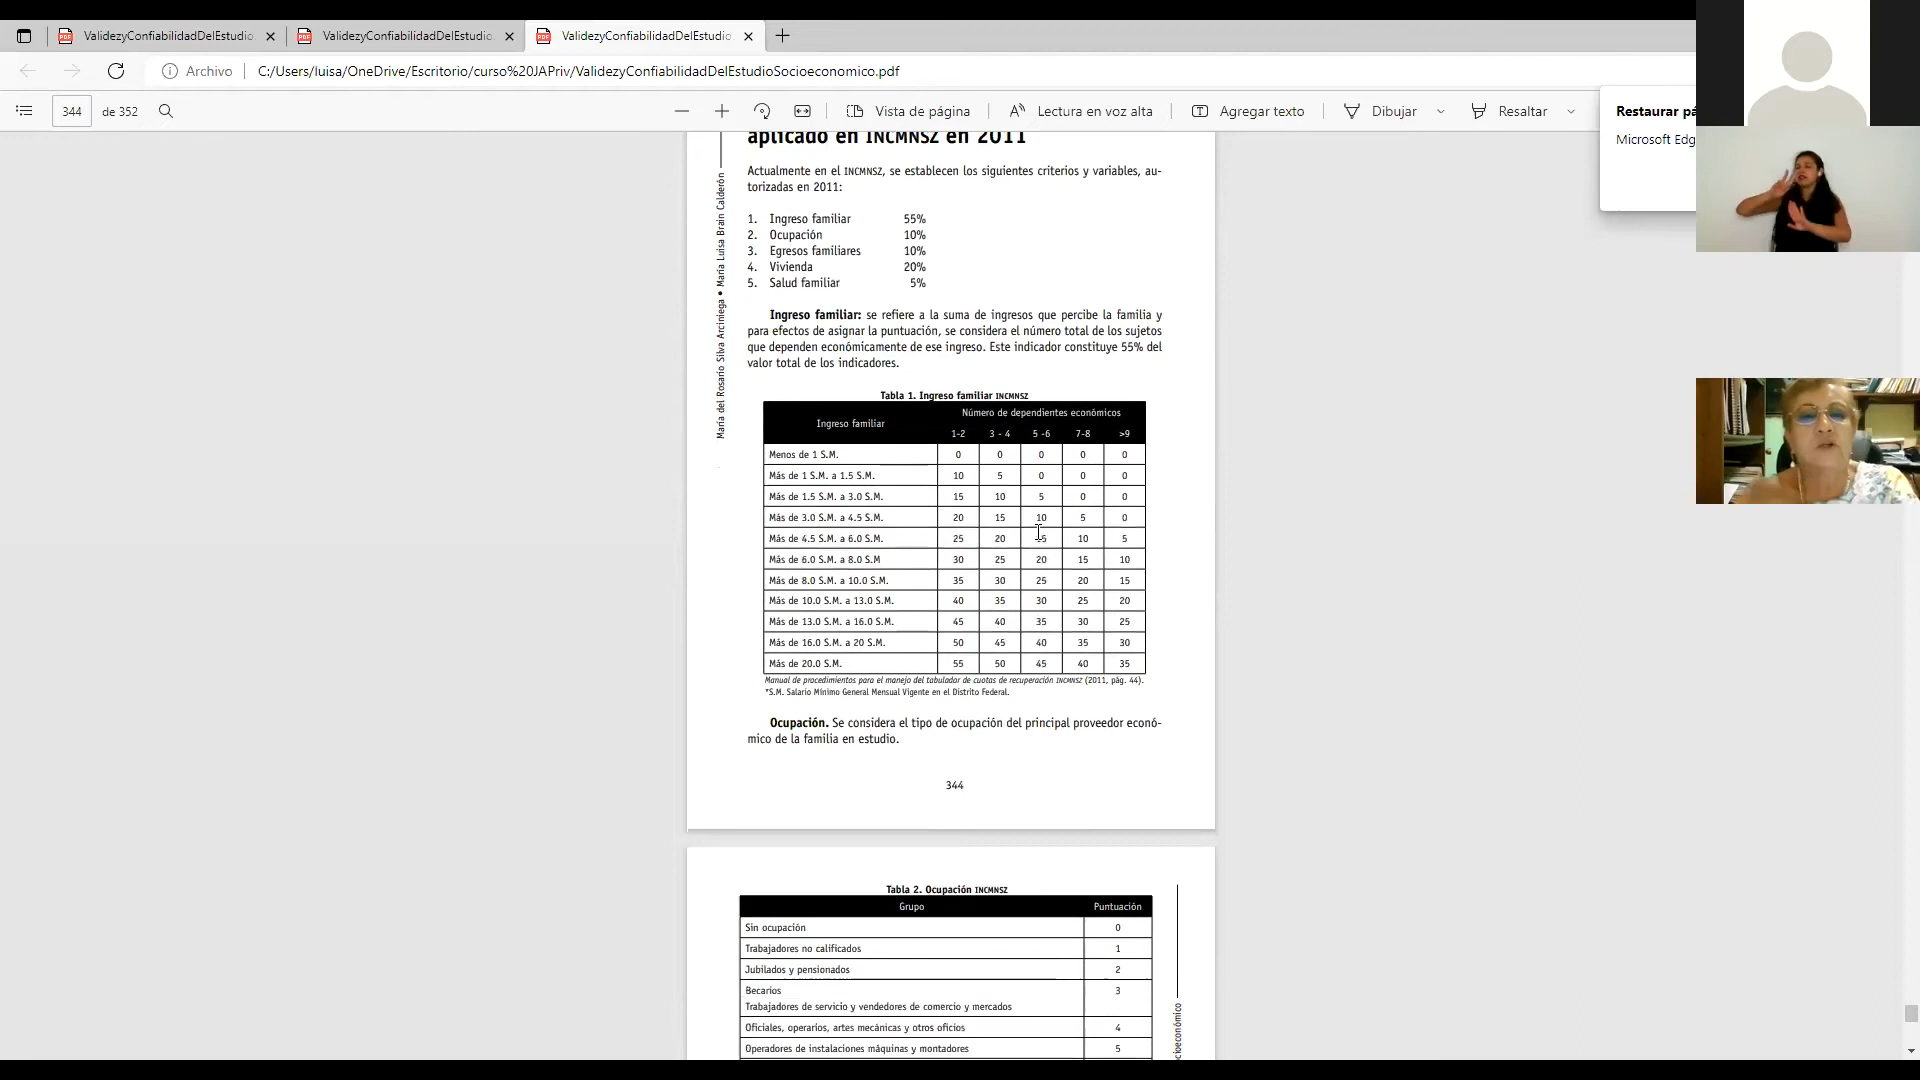 ValidezyConfiabilidadDelEstudio
ValidezyConfiabilidadDelEstudio
ValidezyConfiabilidadDelEstudio
Archivo
C:/Users/luisa/OneDrive/Escritorio/curso%20JAPriv/ValidezyConfiabilidadDelEstudioSocioeconomico.pdf
344 de 352
Vista de página
Lectura en voz alta
Agregar texto
Dibujar
Resaltar
Restaurar pá
Microsoft Edg
María del Rosario Silva Arciniega • María Luisa Brain Calderón
aplicado en INCMNSZ en 2011
Actualmente en el INCMNSZ, se establecen los siguientes criterios y variables, au-
torizadas en 2011:
1. Ingreso familiar 55%
2. Ocupación 10%
3. Egresos familiares 10%
4. Vivienda 20%
5. Salud familiar 5%
Ingreso familiar: se refiere a la suma de ingresos que percibe la familia y
para efectos de asignar la puntuación, se considera el número total de los sujetos
que dependen económicamente de ese ingreso. Este indicador constituye 55% del
valor total de los indicadores.
Tabla 1. Ingreso familiar INCMNSZ
Ingreso familiar Número de dependientes económicos
1-2 3 - 4 5 -6 7-8 >9
Menos de 1 S.M. 0 0 0 0 0
Más de 1 S.M. a 1.5 S.M. 10 5 0 0 0
Más de 1.5 S.M. a 3.0 S.M. 15 10 5 0 0
Más de 3.0 S.M. a 4.5 S.M. 20 15 10 5 0
Más de 4.5 S.M. a 6.0 S.M. 25 20 5 10 5
Más de 6.0 S.M. a 8.0 S.M 30 25 20 15 10
Más de 8.0 S.M. a 10.0 S.M. 35 30 25 20 15
Más de 10.0 S.M. a 13.0 S.M. 40 35 30 25 20
Más de 13.0 S.M. a 16.0 S.M. 45 40 35 30 25
Más de 16.0 S.M. a 20 S.M. 50 45 40 35 30
Más de 20.0 S.M. 55 50 45 40 35
Manual de procedimientos para el manejo del tabulador de cuotas de recuperación INCMNSZ (2011, pág. 44).
*S.M. Salario Mínimo General Mensual Vigente en el Distrito Federal.
Ocupación. Se considera el tipo de ocupación del principal proveedor econó-
mico de la familia en estudio.
344
Tabla 2. Ocupación INCMNSZ
Grupo Puntuación
Sin ocupación 0
Trabajadores no calificados 1
Jubilados y pensionados 2
Becarios 3
Trabajadores de servicio y vendedores de comercio y mercados
Oficiales, operarios, artes mecánicas y otros oficios 4
Operadores de instalaciones máquinas y montadores 5
cioeconómico